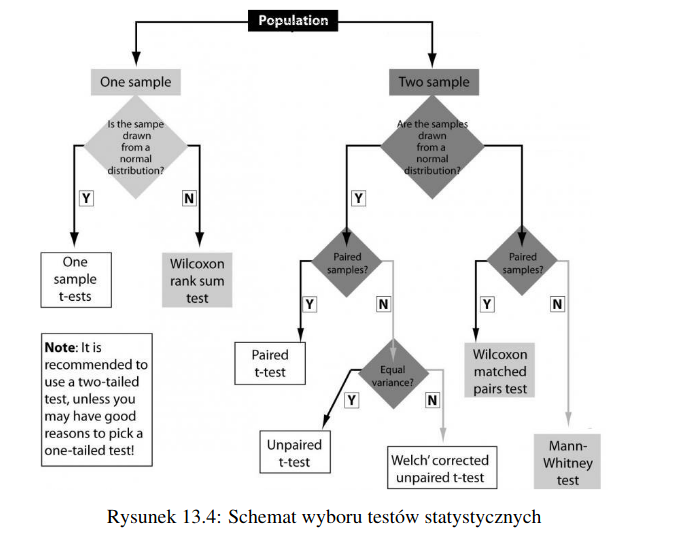 Population
One sample
Two sample
Is the sampe
drawn
from a
normal
distribution?
Are the samples
drawn
from a
normal
distribution?
Y
N
Y
One
sample
t-ests
Wilcoxon
rank sum
test
Paired
samples?
Paired
samples?
Y
N
Y
N
Note: It is
recommended to
use a two-tailed
test, unless you
may have good
reasons to pick a
one-tailed test!
Paired
t-test
Equal
variance?
Wilcoxon
matched
pairs test
Y
N
Unpaired
t-test
Welch' corrected
unpaired t-test
Mann-
Whitney
test
Rysunek 13.4: Schemat wyboru testów statystycznych